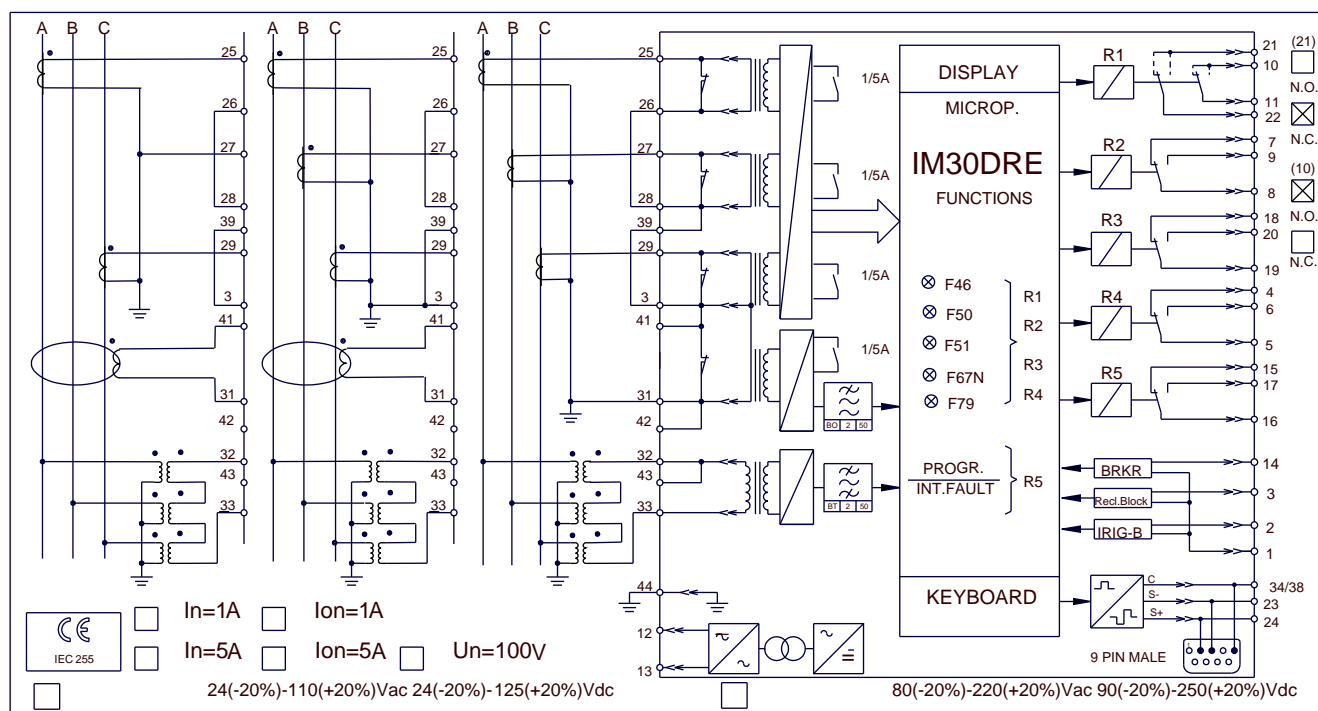 A B C
A B C
A B C
25
26
27
28
39
29
3
41
31
42
32
43
33
25
26
27
28
39
29
3
41
31
42
32
43
33
25
26
27
28
39
29
3
41
31
42
32
43
33
44
12
13
1/5A
1/5A
1/5A
1/5A
BO 2 50
BT 2 50
DISPLAY
MICROP.
IM30DRE
FUNCTIONS
F46
F50
F51
F67N
F79
R1
R2
R3
R4
PROGR.
INT.FAULT
R5
KEYBOARD
R1
R2
R3
R4
R5
BRKR
Recl.Block
IRIG-B
C
S-
S+
21
10
11
22
7
9
8
18
20
19
4
6
5
15
17
16
14
3
2
1
34/38
23
24
(21)
N.O.
N.C.
(10)
N.O.
N.C.
9 PIN MALE
CE
IEC 255
In=1A Ion=1A
In=5A Ion=5A Un=100V
24(-20%)-110(+20%)Vac 24(-20%)-125(+20%)Vdc
80(-20%)-220(+20%)Vac 90(-20%)-250(+20%)Vdc